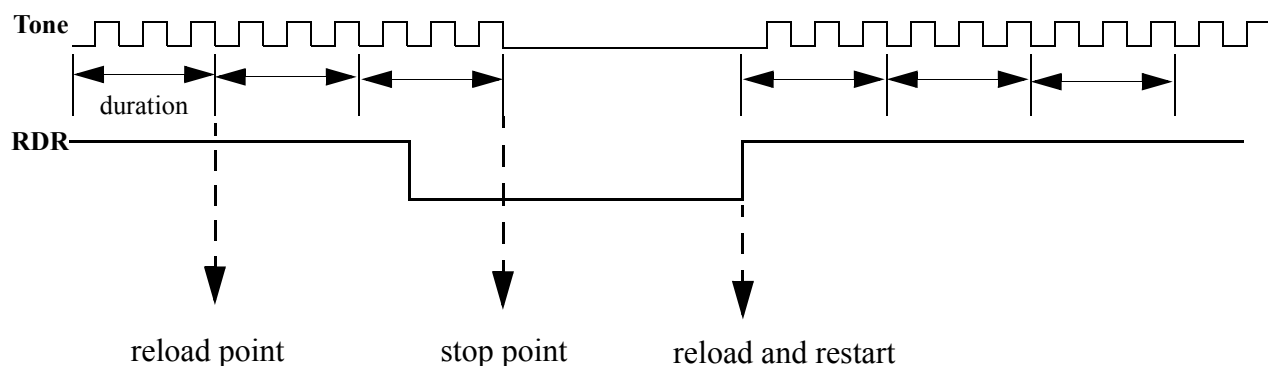 Tone
duration
RDR
reload point
stop point
reload and restart